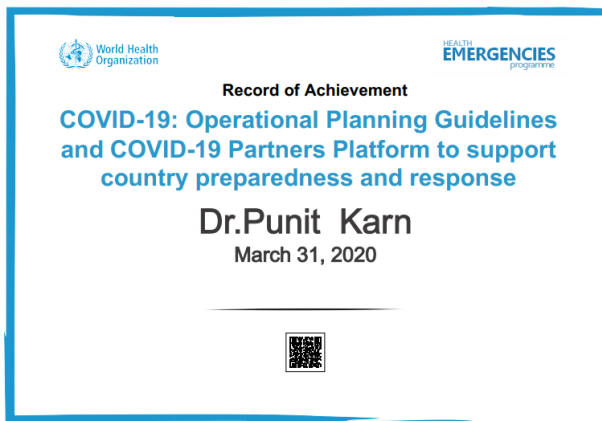 World Health
Organization
HEALTH
EMERGENCIES
programme
Record of Achievement
COVID-19: Operational Planning Guidelines
and COVID-19 Partners Platform to support
country preparedness and response
Dr.Punit Karn
March 31, 2020